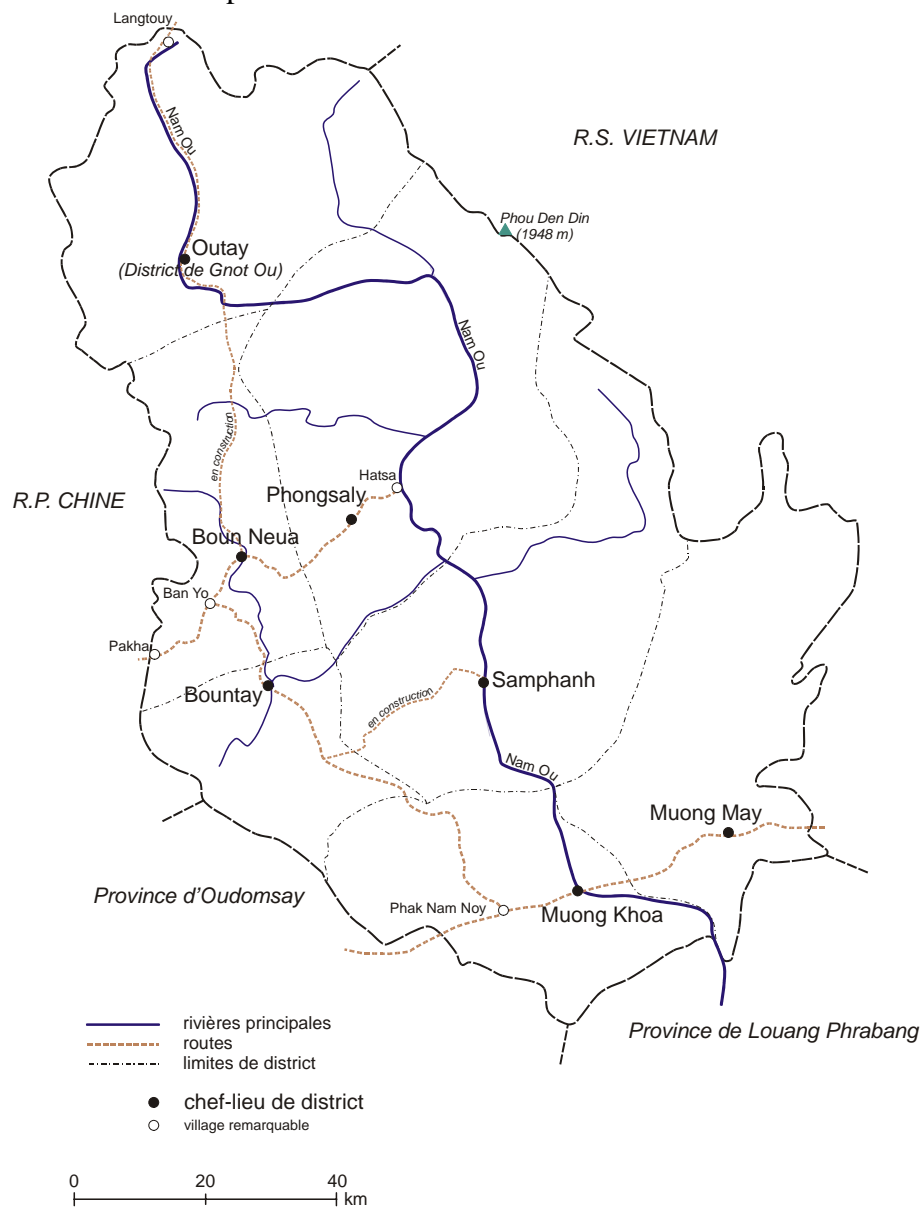 Langtouy
Nam Ou
R.S. VIETNAM
Phou Den Din
(1948 m)
Outay
(District de Gnot Ou)
Nam Ou
en construction
Hatsa
Phongsaly
R.P. CHINE
Boun Neua
Ban Yo
Pakha
Bountay
en construction
Samphanh
Nam Ou
Muong May
Province d'Oudomsay
Phak Nam Noy
Muong Khoa
Province de Louang Phrabang
rivières principales
routes
limites de district
chef-lieu de district
village remarquable
0 20 40
km